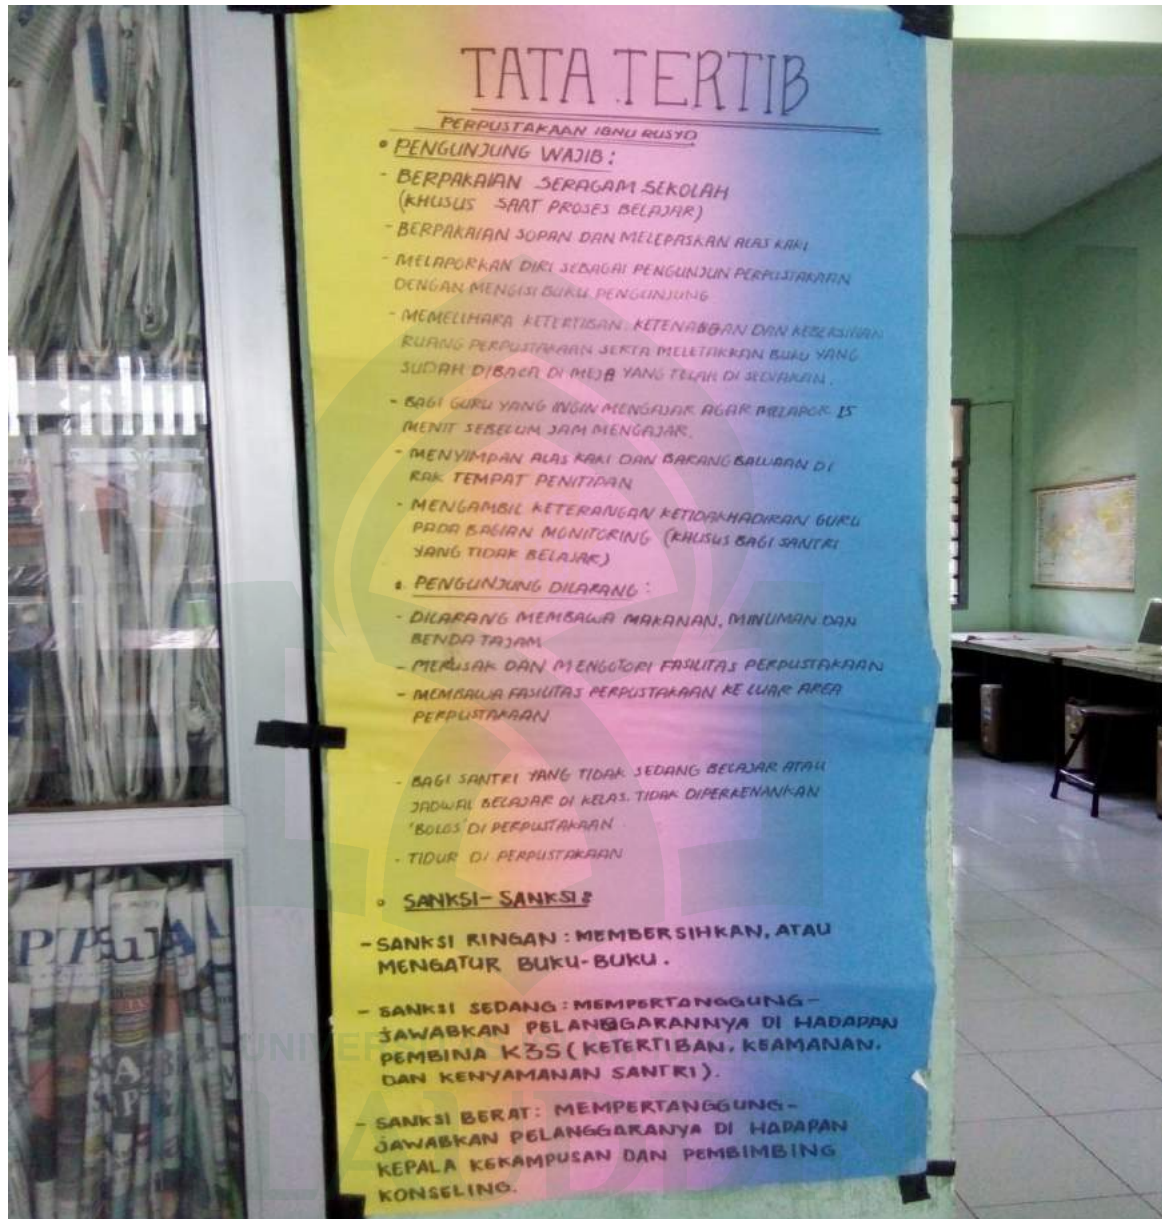 TATA TERTIB
PERPUSTAKAAN IBNU RUSYD
• PENGUNJUNG WAJIB :
- BERPAKAIAN SERAGAM SEKOLAH
(KHUSUS SAAT PROSES BELAJAR)
- BERPAKAIAN SOPAN DAN MELEPASKAN ALAS KAKI
- MELAPORKAN DIRI SEBAGAI PENGUNJUN PERPUSTAKAAN
DENGAN MENGISI BUKU PENGUNJUNG
- MEMELIHARA KETERTIBAN, KETENANGAN DAN KEBERSIHAN
RUANG PERPUSTAKAAN SERTA MELETAKKAN BUKU YANG
SUDAH DIBACA DI MEJA YANG TELAH DI SEDIAKAN.
- BAGI GURU YANG INGIN MENGAJAR AGAR MELAPOR 15
MENIT SEBELUM JAM MENGAJAR.
- MENYIMPAN ALAS KAKI DAN BARANG BAWAAN DI
RAK TEMPAT PENITIPAN
- MENGAMBIL KETERANGAN KETIDAKHADIRAN GURU
PADA BAGIAN MONITORING (KHUSUS BAGI SANTRI
YANG TIDAK BELAJAR)
• PENGUNJUNG DILARANG :
- DILARANG MEMBAWA MAKANAN, MINUMAN DAN
BENDA TAJAM
- MERUSAK DAN MENGOTORI FASILITAS PERPUSTAKAAN
- MEMBAWA FASILITAS PERPUSTAKAAN KE LUAR AREA
PERPUSTAKAAN
- BAGI SANTRI YANG TIDAK SEDANG BELAJAR ATAU
JADWAL BELAJAR DI KELAS. TIDAK DIPERKENANKAN
'BOLOS' DI PERPUSTAKAAN
- TIDUR DI PERPUSTAKAAN
• SANKSI-SANKSI :
- SANKSI RINGAN : MEMBERSIHKAN, ATAU
MENGATUR BUKU-BUKU.
- SANKSI SEDANG : MEMPERTANGGUNG-
JAWABKAN PELANGGARANNYA DI HADAPAN
PEMBINA K3S (KETERTIBAN, KEAMANAN,
DAN KENYAMANAN SANTRI).
- SANKSI BERAT : MEMPERTANGGUNG-
JAWABKAN PELANGGARANYA DI HADAPAN
KEPALA KEKAMPUSAN DAN PEMBIMBING
KONSELING.